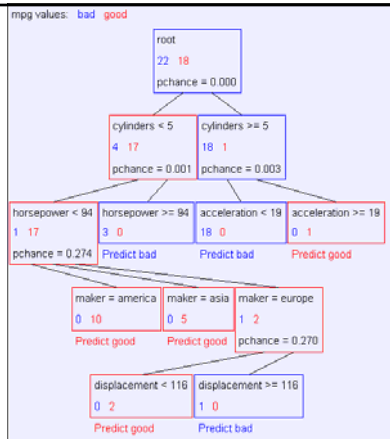 mpg values: bad good
root
22 18
pchance = 0.000
cylinders < 5
4 17
pchance = 0.001
cylinders >= 5
18 1
pchance = 0.003
horsepower < 94
1 17
pchance = 0.274
horsepower >= 94
3 0
Predict bad
acceleration < 19
18 0
Predict bad
acceleration >= 19
0 1
Predict good
maker = america
0 10
Predict good
maker = asia
0 5
Predict good
maker = europe
1 2
pchance = 0.270
displacement < 116
0 2
Predict good
displacement >= 116
1 0
Predict bad